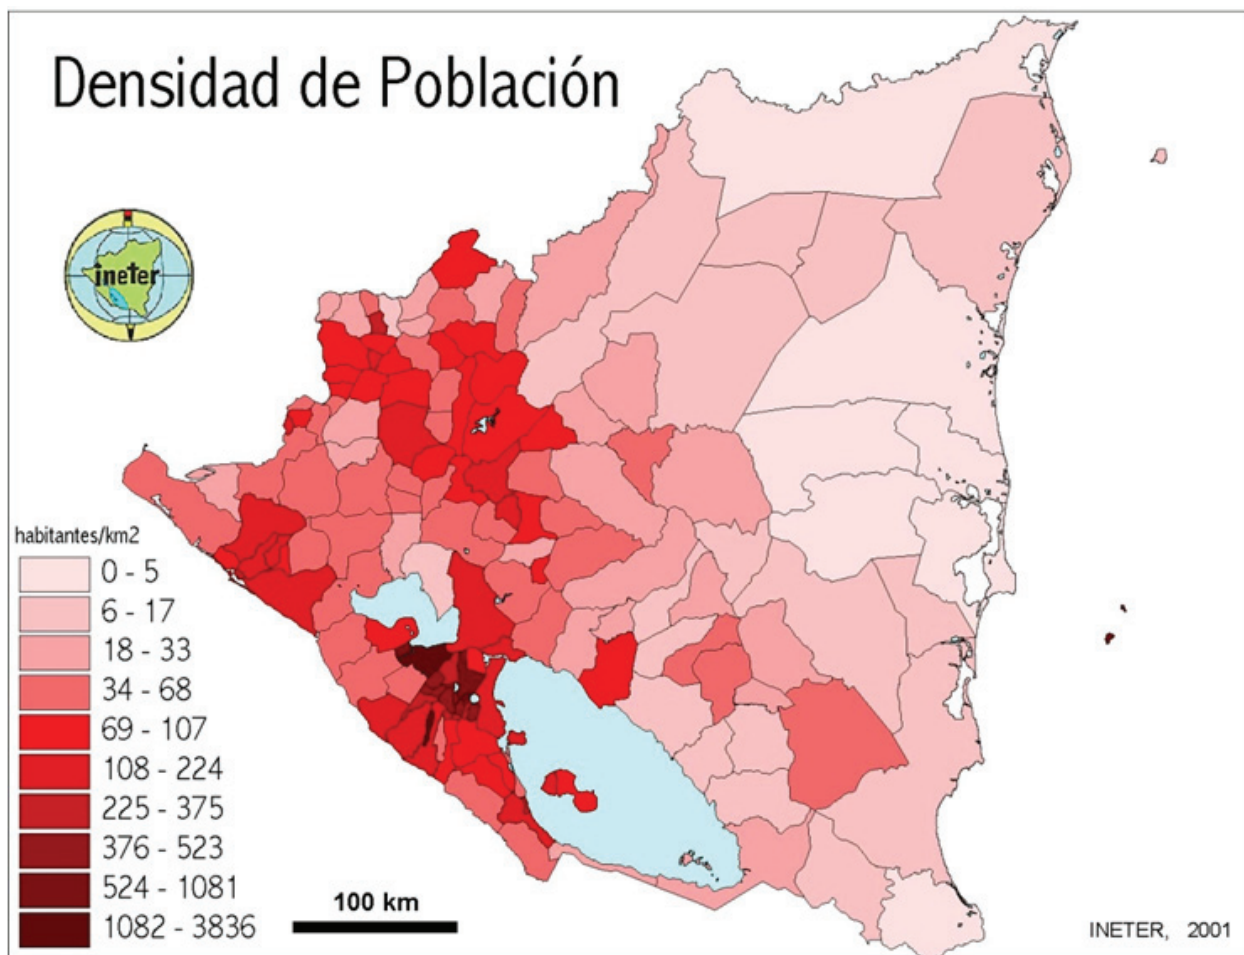 Densidad de Población
ineter
habitantes/km2
0 - 5
6 - 17
18 - 33
34 - 68
69 - 107
108 - 224
225 - 375
376 - 523
524 - 1081
1082 - 3836
100 km
INETER, 2001